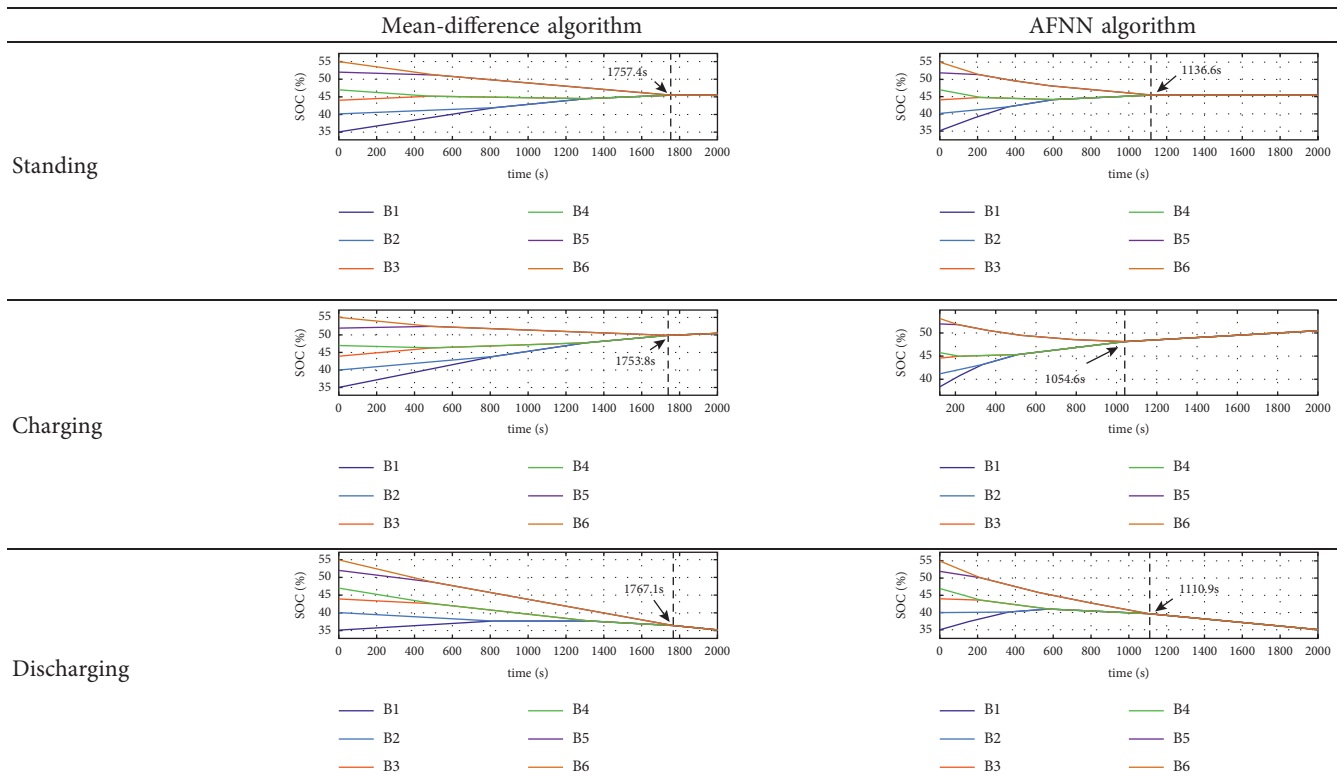 Mean-difference algorithm
AFNN algorithm
Standing
SOC (%)
55
50
45
40
35
1757.4s
0 200 400 600 800 1000 1200 1400 1600 1800 2000
time (s)
B1 B4
B2 B5
B3 B6
SOC (%)
55
50
45
40
35
1136.6s
0 200 400 600 800 1000 1200 1400 1600 1800 2000
time (s)
B1 B4
B2 B5
B3 B6
Charging
SOC (%)
55
50
45
40
35
1753.8s
0 200 400 600 800 1000 1200 1400 1600 1800 2000
time (s)
B1 B4
B2 B5
B3 B6
SOC (%)
50
45
40
1054.6s
200 400 600 800 1000 1200 1400 1600 1800 2000
time (s)
B1 B4
B2 B5
B3 B6
Discharging
SOC (%)
55
50
45
40
35
1767.1s
0 200 400 600 800 1000 1200 1400 1600 1800 2000
time (s)
B1 B4
B2 B5
B3 B6
SOC (%)
55
50
45
40
35
1110.9s
0 200 400 600 800 1000 1200 1400 1600 1800 2000
time (s)
B1 B4
B2 B5
B3 B6